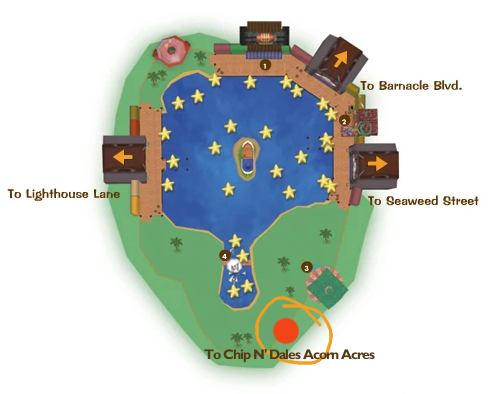 1
To Barnacle Blvd.
2
To Lighthouse Lane
To Seaweed Street
4
3
To Chip N' Dales Acorn Acres